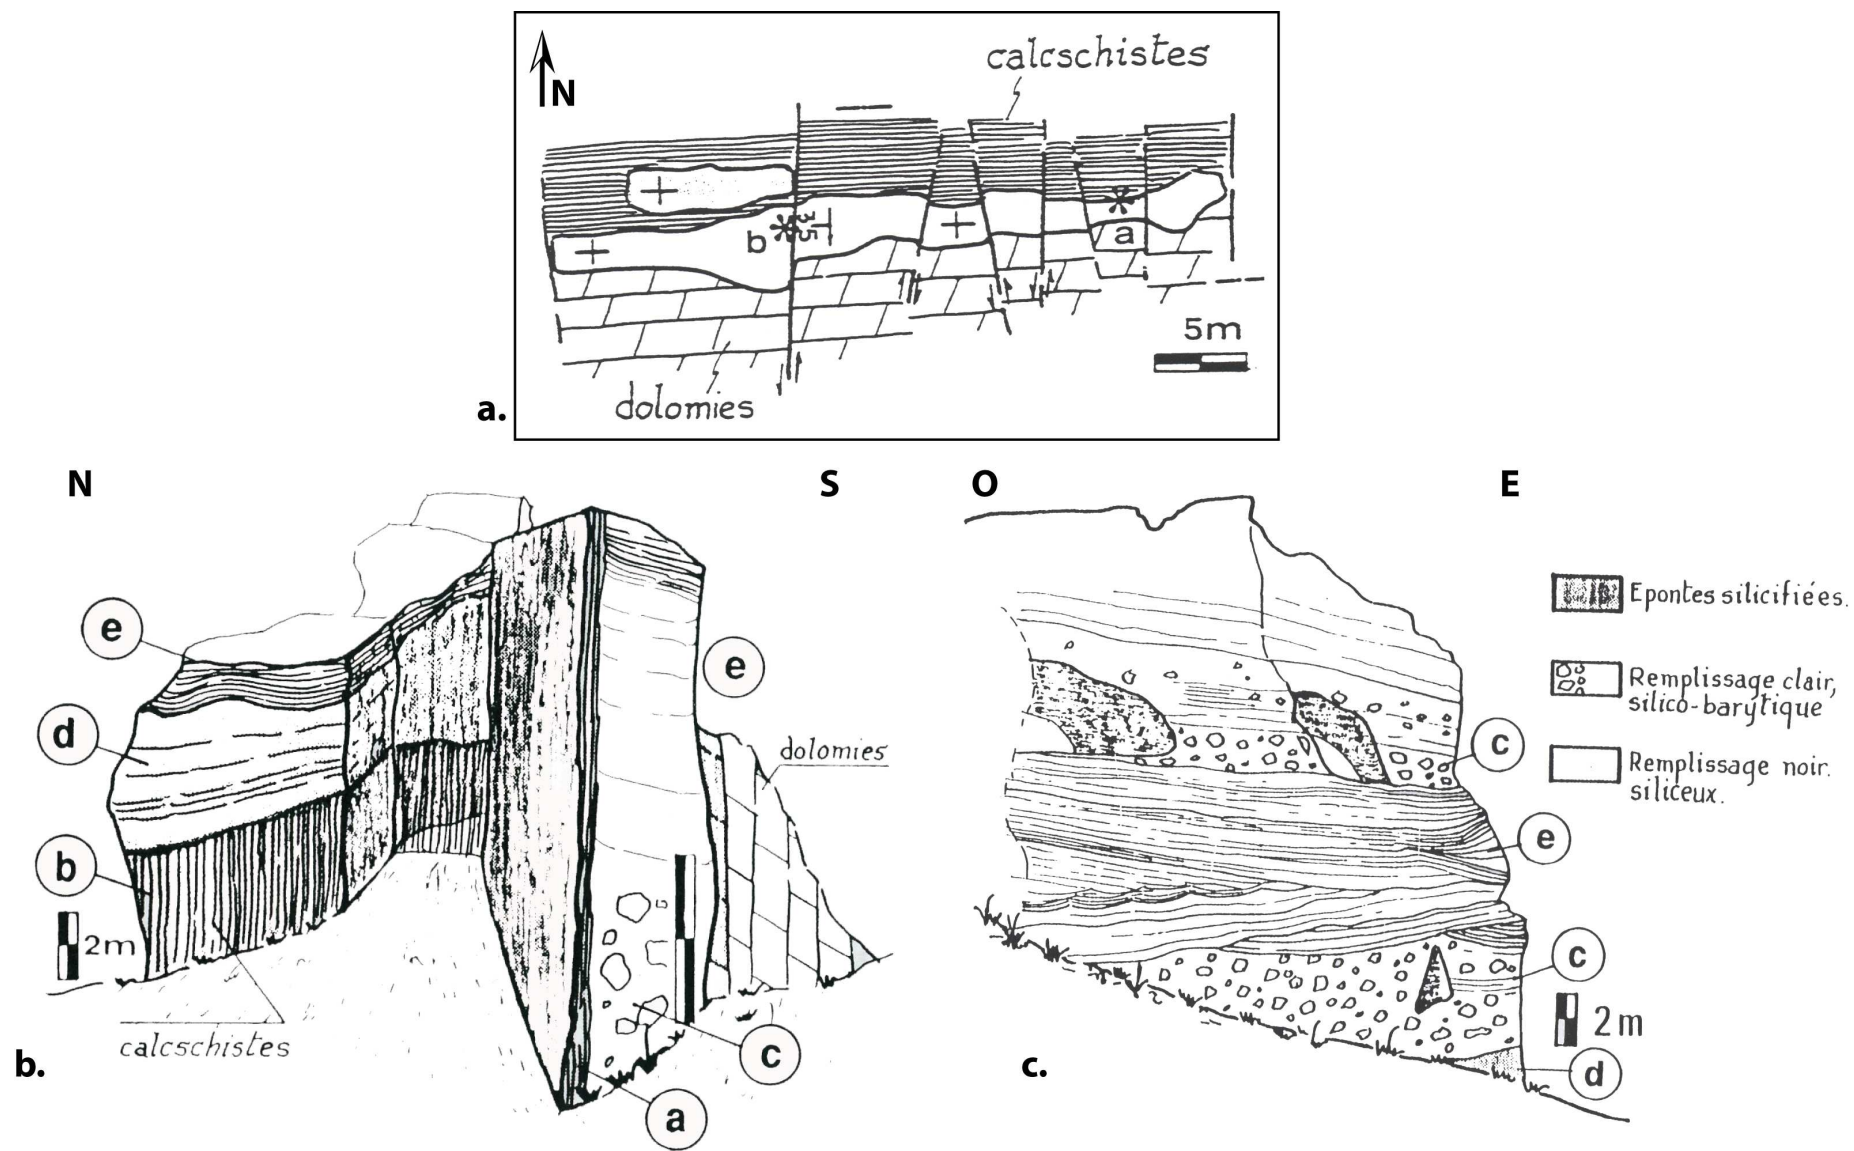 calcschistes
N
b
35
a
5m
dolomies
a.
N
S
O
E
Epontes silicifiées.
e
e
Remplissage clair,
silico-barytique
d
dolomies
c
Remplissage noir.
siliceux.
b
e
2m
c
2m
calcschistes
c
b.
c.
d
a